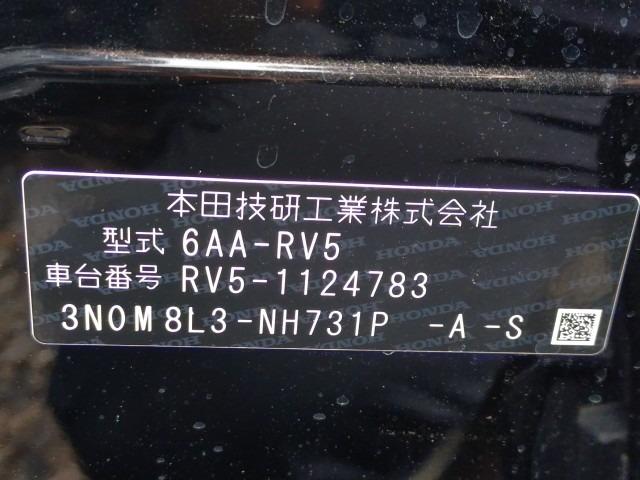 本田技研工業株式会社
型式 6AA-RV5
車台番号 RV5-1124783
3N0M8L3-NH731P -A -S